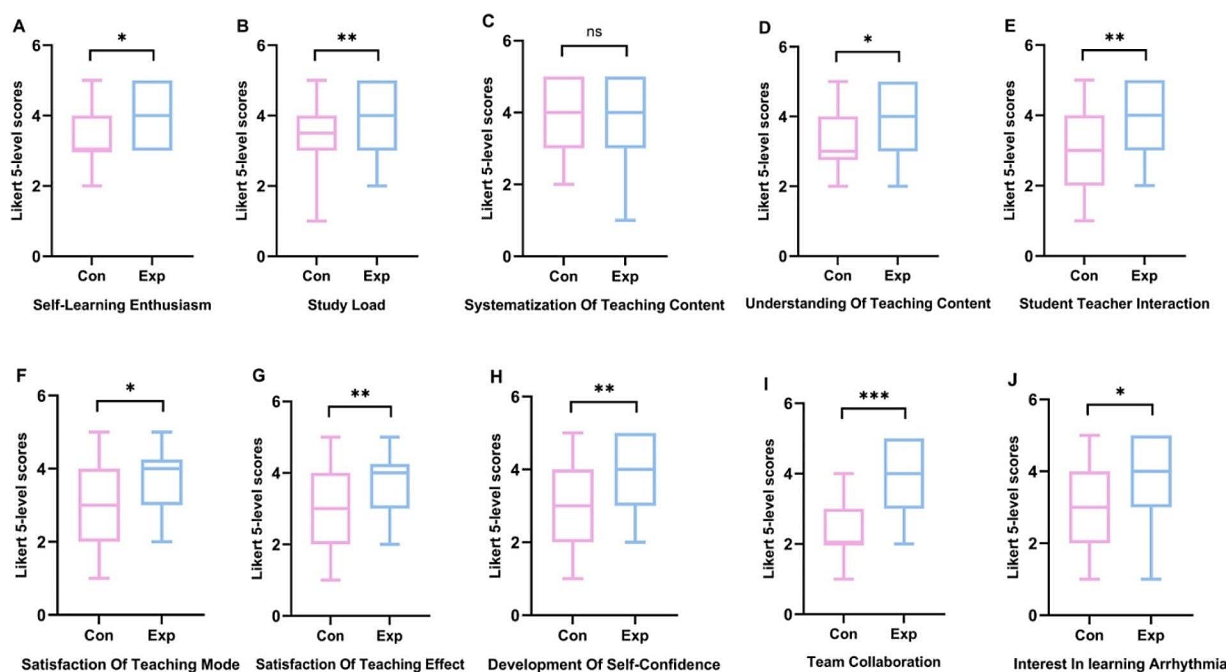 A
*
Likert 5-level scores
6
4
2
0
Con Exp
Self-Learning Enthusiasm
B
**
Likert 5-level scores
6
4
2
0
Con Exp
Study Load
C
ns
Likert 5-level scores
6
4
2
0
Con Exp
Systematization Of Teaching Content
D
*
Likert 5-level scores
6
4
2
0
Con Exp
Understanding Of Teaching Content
E
**
Likert 5-level scores
6
4
2
0
Con Exp
Student Teacher Interaction
F
*
Likert 5-level scores
6
4
2
0
Con Exp
Satisfaction Of Teaching Mode
G
**
Likert 5-level scores
6
4
2
0
Con Exp
Satisfaction Of Teaching Effect
H
**
Likert 5-level scores
6
4
2
0
Con Exp
Development Of Self-Confidence
I
***
Likert 5-level scores
6
4
2
0
Con Exp
Team Collaboration
J
*
Likert 5-level scores
6
4
2
0
Con Exp
Interest In learning Arrhythmia